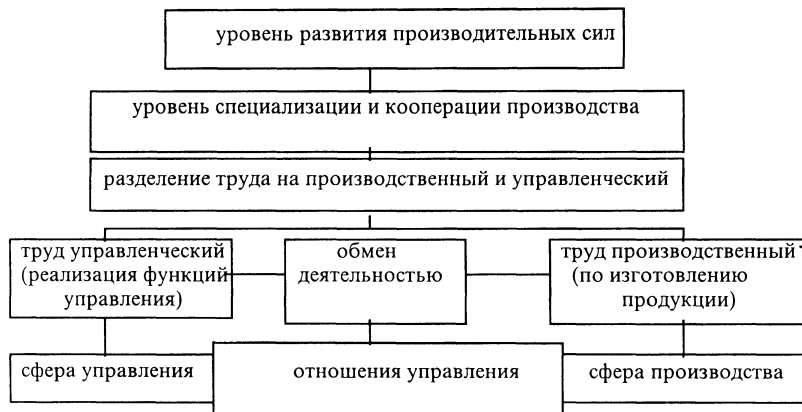 уровень развития производительных сил
уровень специализации и кооперации производства
разделение труда на производственный и управленческий
труд управленческий
(реализация функций
управления)
обмен
деятельностью
труд производственный
(по изготовлению
продукции)
сфера управления
отношения управления
сфера производства